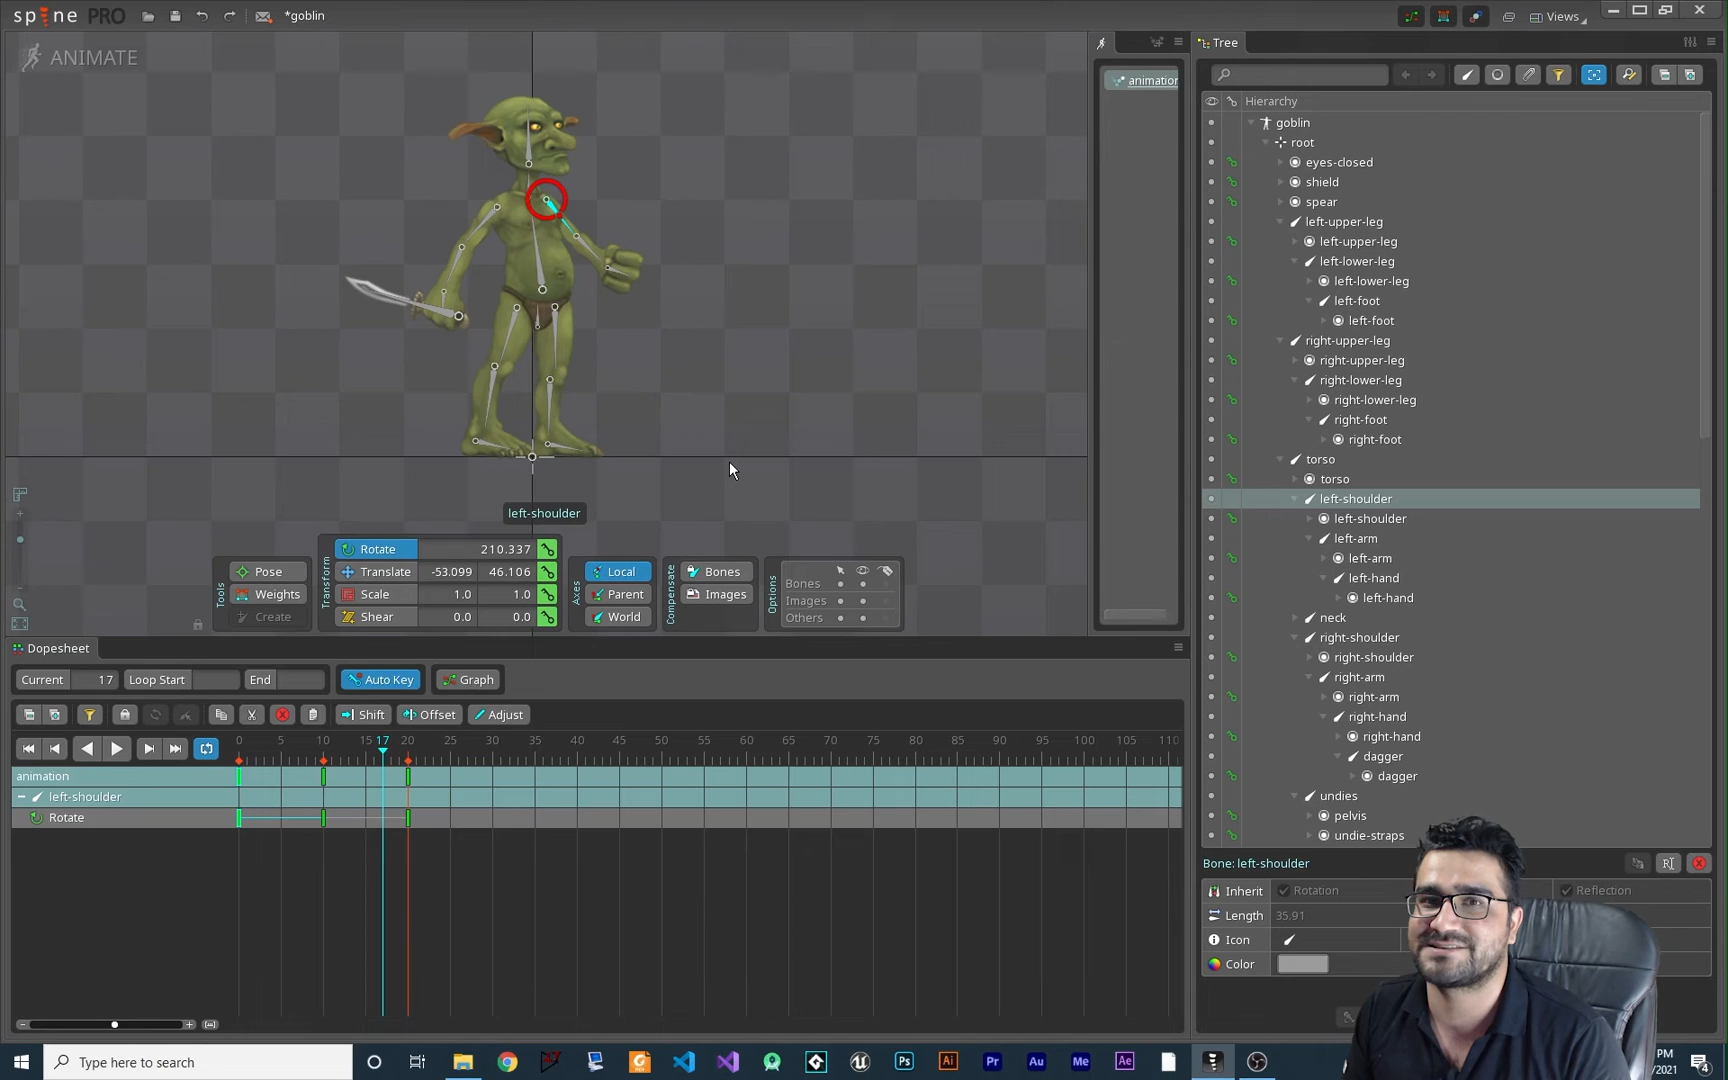 spine PRO
*goblin
Views
ANIMATE
animation
Tree
Hierarchy
goblin
root
eyes-closed
shield
spear
left-upper-leg
left-upper-leg
left-lower-leg
left-lower-leg
left-foot
left-foot
right-upper-leg
right-upper-leg
right-lower-leg
right-lower-leg
right-foot
right-foot
torso
torso
left-shoulder
left-shoulder
left-arm
left-arm
left-hand
left-hand
neck
right-shoulder
right-shoulder
right-arm
right-arm
right-hand
right-hand
dagger
dagger
undies
pelvis
undie-straps
left-shoulder
Tools
Pose
Weights
Create
Transform
Rotate 210.337
Translate -53.099 46.106
Scale 1.0 1.0
Shear 0.0 0.0
Axes
Local
Parent
World
Compensate
Bones
Images
Options
Bones
Images
Others
Dopesheet
Current 17 Loop Start End Auto Key Graph
Shift Offset Adjust
0 5 10 15 17 20 25 30 35 40 45 50 55 60 65 70 75 80 85 90 95 100 105 110
animation
left-shoulder
Rotate
Bone: left-shoulder
Inherit Rotation Reflection
Length 35.91
Icon
Color
Type here to search
Ps Ai Pr Au Me Ae
PM
/2021
4